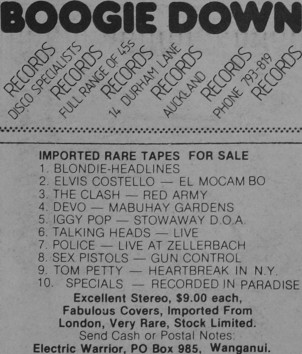 BOOGIE DOWN
RECORDS
DISCO SPECIALISTS
RECORDS
FULL RANGE OF 45s
RECORDS
14 DURHAM LANE
AUCKLAND
RECORDS
PHONE 793-819
RECORDS
IMPORTED RARE TAPES FOR SALE
1. BLONDIE-HEADLINES
2. ELVIS COSTELLO — EL MOCAMBO
3. THE CLASH — RED ARMY
4. DEVO — MABUHAY GARDENS
5. IGGY POP — STOWAWAY D.O.A.
6. TALKING HEADS — LIVE
7. POLICE — LIVE AT ZELLERBACH
8. SEX PISTOLS — GUN CONTROL
9. TOM PETTY — HEARTBREAK IN N.Y.
10. SPECIALS — RECORDED IN PARADISE
Excellent Stereo, $9.00 each,
Fabulous Covers, Imported From
London, Very Rare, Stock Limited.
Send Cash or Postal Notes:
Electric Warrior, PO Box 985, Wanganui.